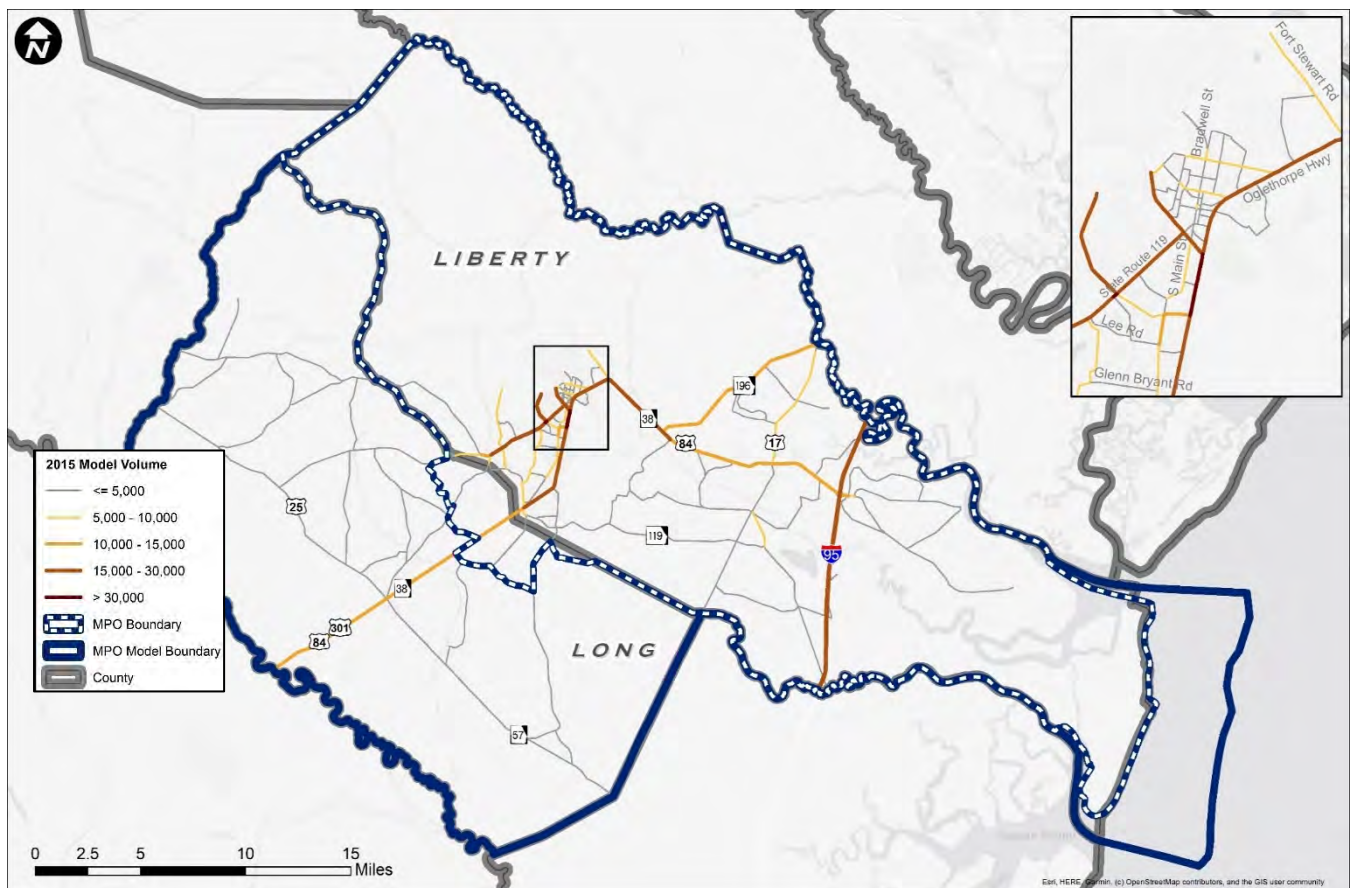 N
LIBERTY
LONG
196
38
84
17
25
119
95
38
301
84
57
Fort Stewart Rd
Bradwell St
Oglethorpe Hwy
State Route 119
S Main St
Lee Rd
Glenn Bryant Rd
2015 Model Volume
<= 5,000
5,000 - 10,000
10,000 - 15,000
15,000 - 30,000
> 30,000
MPO Boundary
MPO Model Boundary
County
0 2.5 5 10 15
Miles
Esri, HERE, Garmin, (c) OpenStreetMap contributors, and the GIS user community